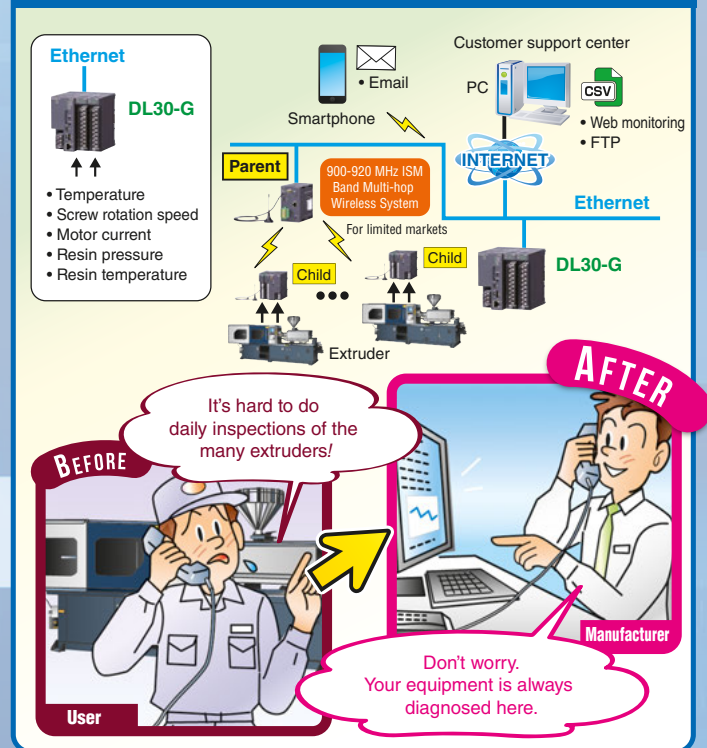 Ethernet
DL30-G
• Temperature
• Screw rotation speed
• Motor current
• Resin pressure
• Resin temperature
• Email
Smartphone
Customer support center
PC
CSV
• Web monitoring
• FTP
INTERNET
Parent
900-920 MHz ISM
Band Multi-hop
Wireless System
For limited markets
Ethernet
DL30-G
Child
Child
Extruder
BEFORE
It's hard to do
daily inspections of the
many extruders!
User
AFTER
Manufacturer
Don't worry.
Your equipment is always
diagnosed here.